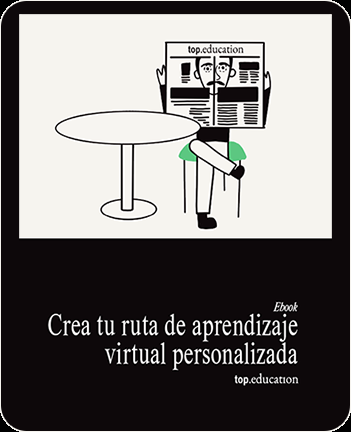 top.education
Ebook
Crea tu ruta de aprendizaje
virtual personalizada
top.education